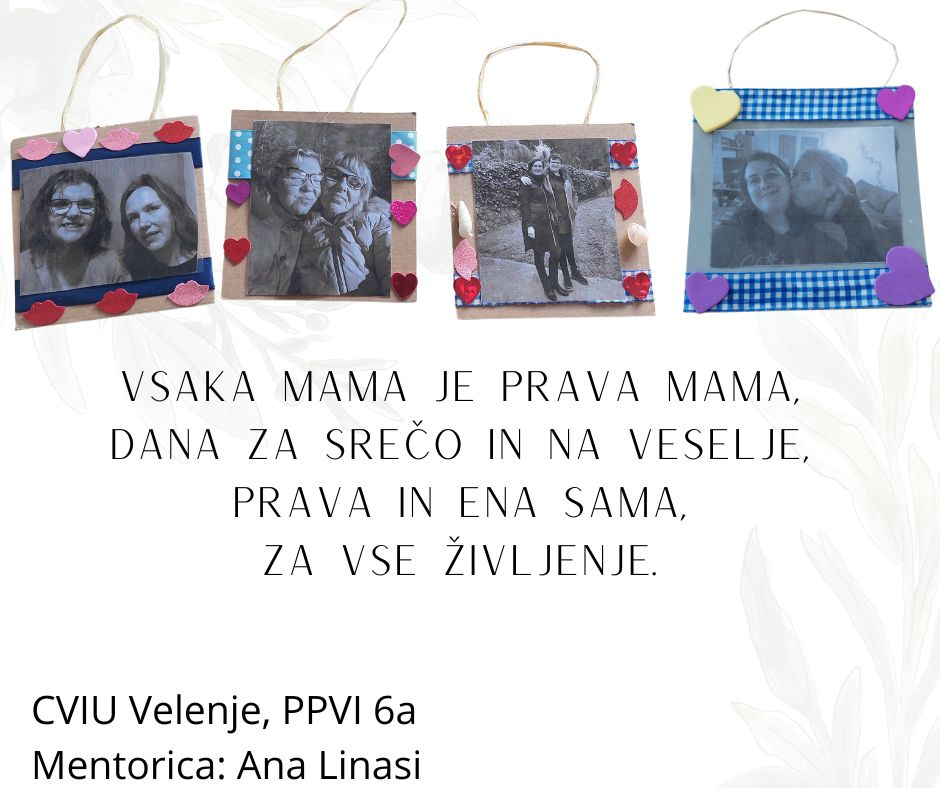 VSAKA MAMA JE PRAVA MAMA,
DANA ZA SREČO IN NA VESELJE,
PRAVA IN ENA SAMA,
ZA VSE ŽIVLJENJE.
CVIU Velenje, PPVI 6a
Mentorica: Ana Linasi